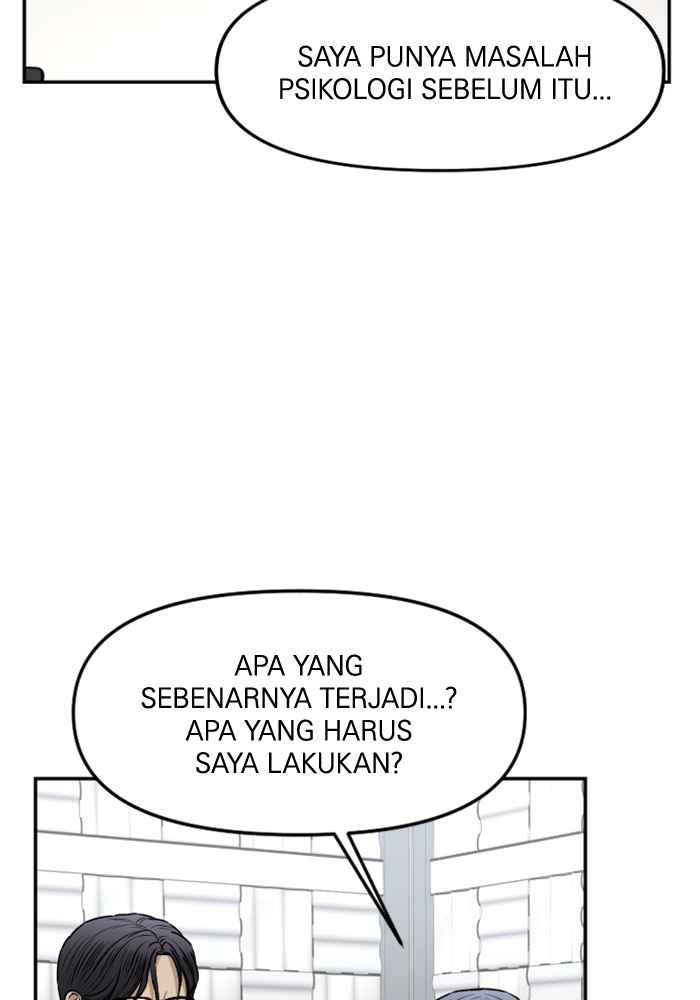 SAYA PUNYA MASALAH
PSIKOLOGI SEBELUM ITU...
APA YANG
SEBENARNYA TERJADI...?
APA YANG HARUS
SAYA LAKUKAN?